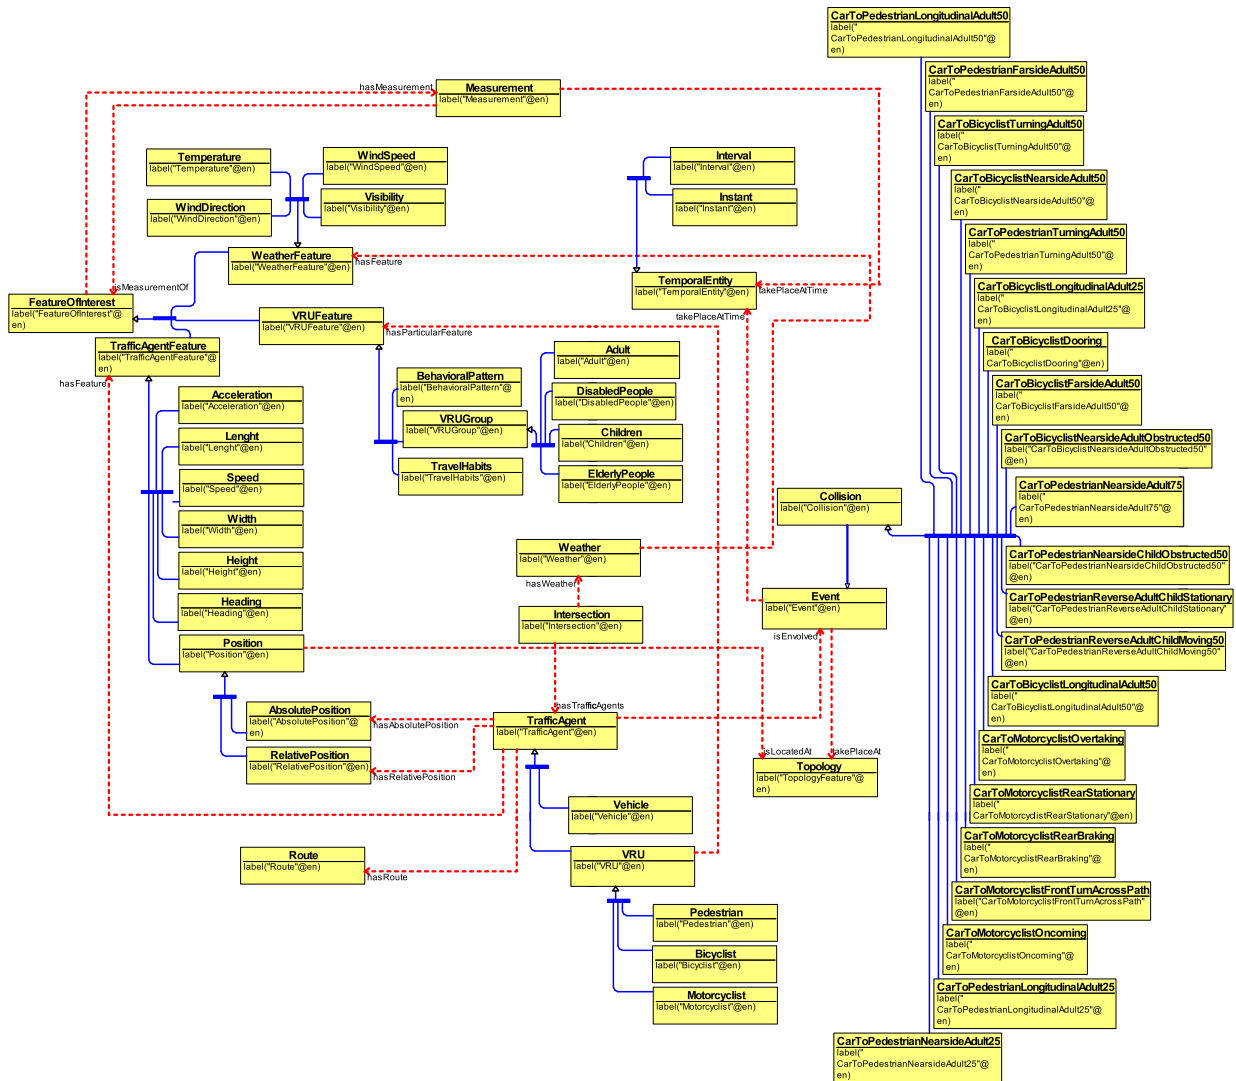 CarToPedestrianLongitudinalAdult50
label("
CarToPedestrianLongitudinalAdult50"@
en)
CarToPedestrianFarsideAdult50
label("
CarToPedestrianFarsideAdult50"@
en)
hasMeasurement
Measurement
label("Measurement"@en)
CarToBicyclistTurningAdult50
label("
CarToBicyclistTurningAdult50"@
en)
Temperature
label("Temperature"@en)
WindSpeed
label("WindSpeed"@en)
Interval
label("Interval"@en)
CarToBicyclistNearsideAdult50
label("
CarToBicyclistNearsideAdult50"@
en)
WindDirection
label("WindDirection"@en)
Visibility
label("Visibility"@en)
Instant
label("Instant"@en)
CarToPedestrianTurningAdult50
label("
CarToPedestrianTurningAdult50"@
en)
WeatherFeature
label("WeatherFeature"@en)
hasFeature
TemporalEntity
label("TemporalEntity"@en)
takePlaceAtTime
takePlaceAtTime
CarToBicyclistLongitudinalAdult25
label("
CarToBicyclistLongitudinalAdult25"@
en)
isMeasurementOf
FeatureOfInterest
label("FeatureOfInterest"@
en)
VRUFeature
label("VRUFeature"@en)
hasParticularFeature
CarToBicyclistDooring
label("
CarToBicyclistDooring"@en)
TrafficAgentFeature
label("TrafficAgentFeature"@
en)
hasFeature
Adult
label("Adult"@en)
BehavioralPattern
label("BehavioralPattern"@
en)
DisabledPeople
label("DisabledPeople"@en)
CarToBicyclistFarsideAdult50
label("
CarToBicyclistFarsideAdult50"@
en)
Acceleration
label("Acceleration"@en)
VRUGroup
label("VRUGroup"@en)
Children
label("Children"@en)
CarToBicyclistNearsideAdultObstructed50
label("CarToBicyclistNearsideAdultObstructed50"
@en)
Lenght
label("Lenght"@en)
TravelHabits
label("TravelHabits"@en)
ElderlyPeople
label("ElderlyPeople"@en)
Speed
label("Speed"@en)
Collision
label("Collision"@en)
CarToPedestrianNearsideAdult75
label("
CarToPedestrianNearsideAdult75"@
en)
Width
label("Width"@en)
Weather
label("Weather"@en)
hasWeather
CarToPedestrianNearsideChildObstructed50
label("CarToPedestrianNearsideChildObstructed50"
@en)
Height
label("Height"@en)
Event
label("Event"@en)
isEnvolved
CarToPedestrianReverseAdultChildStationary
label("CarToPedestrianReverseAdultChildStationary"
@en)
Heading
label("Heading"@en)
Intersection
label("Intersection"@en)
CarToPedestrianReverseAdultChildMoving50
label("CarToPedestrianReverseAdultChildMoving50"
@en)
Position
label("Position"@en)
CarToBicyclistLongitudinalAdult50
label("
CarToBicyclistLongitudinalAdult50"@
en)
AbsolutePosition
label("AbsolutePosition"@
en)
hasAbsolutePosition
hasTrafficAgents
TrafficAgent
label("TrafficAgent"@en)
CarToMotorcyclistOvertaking
label("
CarToMotorcyclistOvertaking"@
en)
RelativePosition
label("RelativePosition"@en)
hasRelativePosition
isLocatedAt
takePlaceAt
Topology
label("TopologyFeature"@
en)
CarToMotorcyclistRearStationary
label("
CarToMotorcyclistRearStationary"@en)
Vehicle
label("Vehicle"@en)
CarToMotorcyclistRearBraking
label("
CarToMotorcyclistRearBraking"@
en)
Route
label("Route"@en)
hasRoute
VRU
label("VRU"@en)
CarToMotorcyclistFrontTurnAcrossPath
label("CarToMotorcyclistFrontTurnAcrossPath"
@en)
Pedestrian
label("Pedestrian"@en)
CarToMotorcyclistOncoming
label("
CarToMotorcyclistOncoming"@
en)
Bicyclist
label("Bicyclist"@en)
CarToPedestrianLongitudinalAdult25
label("
CarToPedestrianLongitudinalAdult25"@
en)
Motorcyclist
label("Motorcyclist"@en)
CarToPedestrianNearsideAdult25
label("
CarToPedestrianNearsideAdult25"@
en)